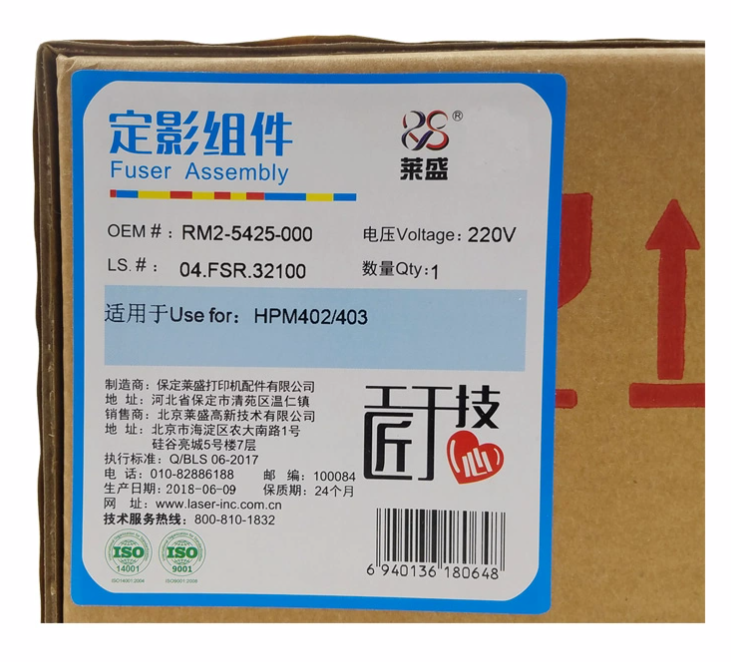 定影组件
Fuser Assembly
莱盛®
OEM #： RM2-5425-000
电压Voltage: 220V
LS. #： 04.FSR.32100
数量Qty:1
适用于Use for: HPM402/403
制造商：保定莱盛打印机配件有限公司
地 址：河北省保定市清苑区温仁镇
销售商：北京莱盛高新技术有限公司
地 址：北京市海淀区农大南路1号
硅谷亮城5号楼7层
执行标准：Q/BLS 06-2017
电 话：010-82886188 邮 编：100084
生产日期：2018-06-09 保质期：24个月
网 址：www.laser-inc.com.cn
技术服务热线：800-810-1832
工于技
匠于心
ISO 14001
ISO 9001
ISO14001:2004
ISO9001:2008
6 940136 180648